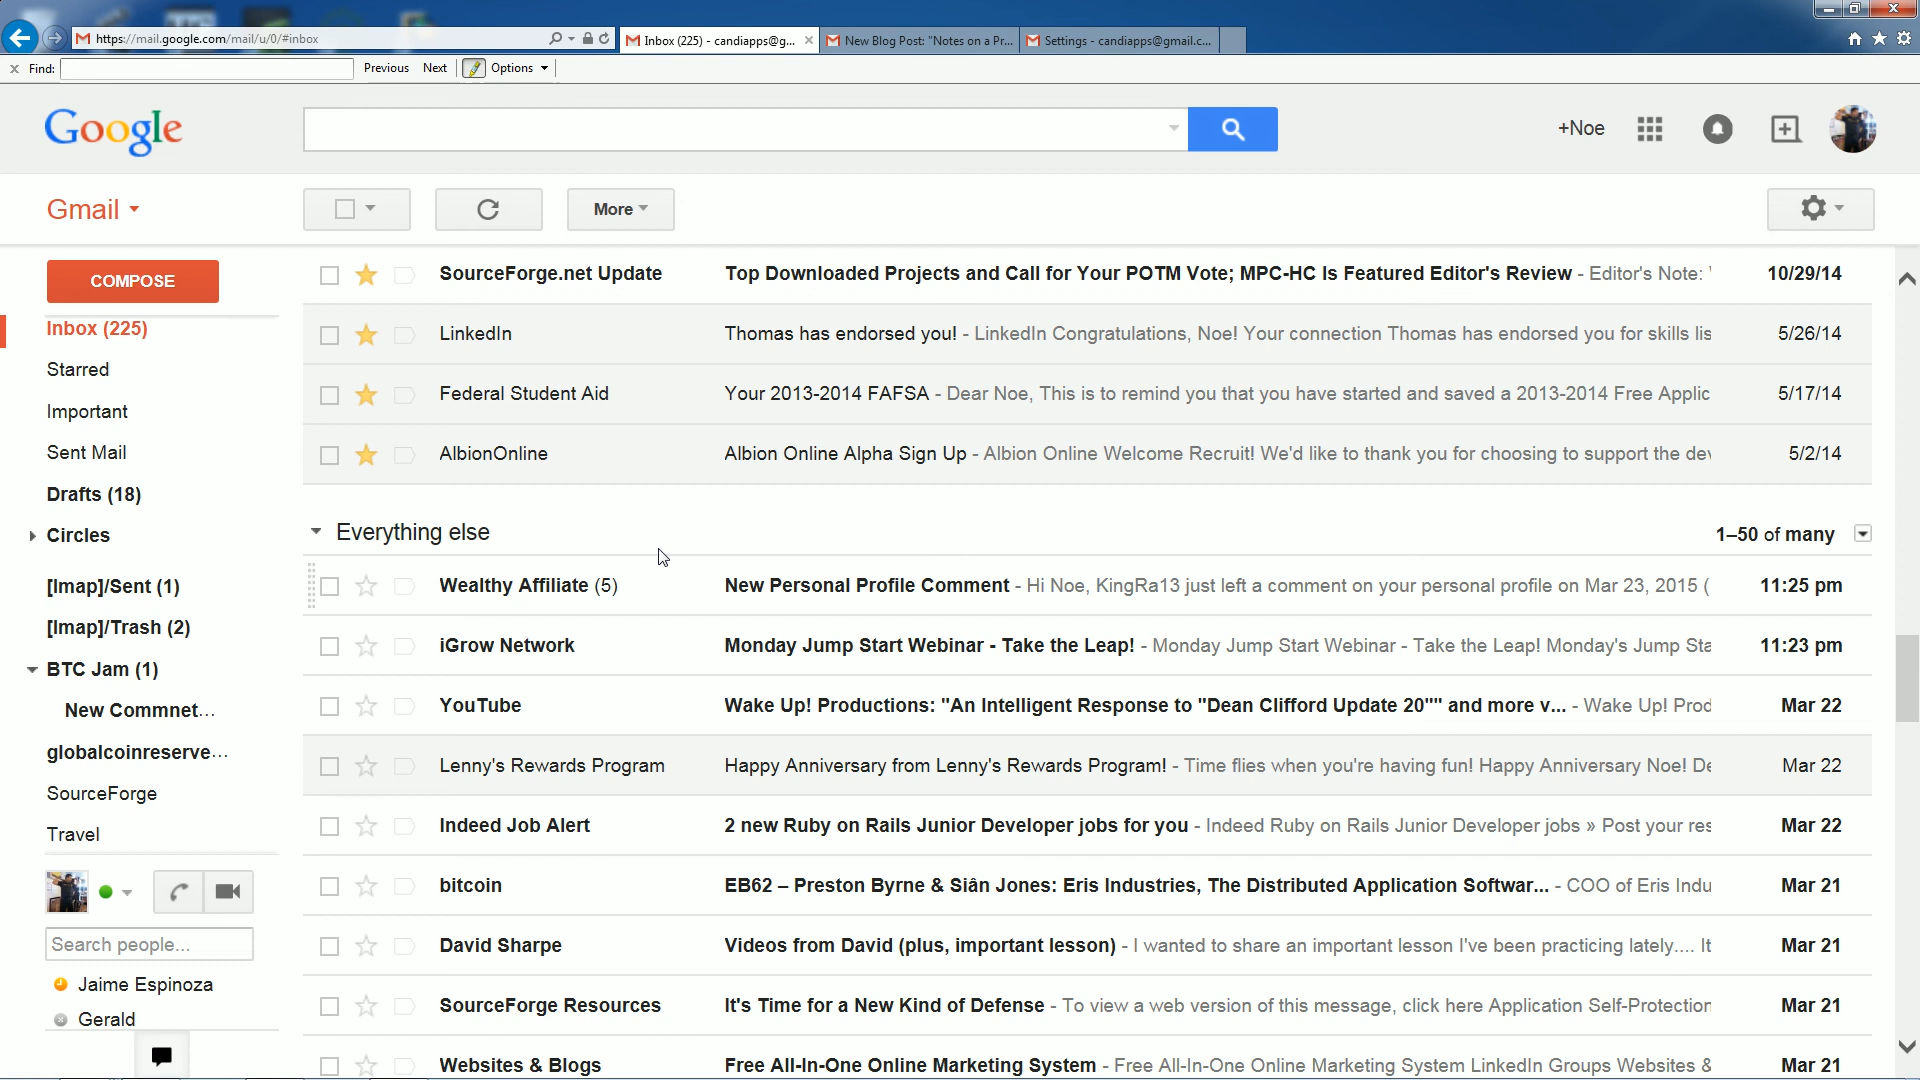 https://mail.google.com/mail/u/0/#inbox
Inbox (225) - candiapps@g...
New Blog Post: "Notes on a Pr...
Settings - candiapps@gmail.c...
x Find: Previous Next Options
Google
+Noe
Gmail
More
COMPOSE
Inbox (225)
Starred
Important
Sent Mail
Drafts (18)
Circles
[Imap]/Sent (1)
[Imap]/Trash (2)
BTC Jam (1)
New Commnet...
globalcoinreserve...
SourceForge
Travel
Search people...
Jaime Espinoza
Gerald
SourceForge.net Update Top Downloaded Projects and Call for Your POTM Vote; MPC-HC Is Featured Editor's Review - Editor's Note: 10/29/14
LinkedIn Thomas has endorsed you! - LinkedIn Congratulations, Noe! Your connection Thomas has endorsed you for skills lis 5/26/14
Federal Student Aid Your 2013-2014 FAFSA - Dear Noe, This is to remind you that you have started and saved a 2013-2014 Free Applic 5/17/14
AlbionOnline Albion Online Alpha Sign Up - Albion Online Welcome Recruit! We'd like to thank you for choosing to support the dev 5/2/14
Everything else 1–50 of many
Wealthy Affiliate (5) New Personal Profile Comment - Hi Noe, KingRa13 just left a comment on your personal profile on Mar 23, 2015 ( 11:25 pm
iGrow Network Monday Jump Start Webinar - Take the Leap! - Monday Jump Start Webinar - Take the Leap! Monday's Jump Sta 11:23 pm
YouTube Wake Up! Productions: "An Intelligent Response to "Dean Clifford Update 20"" and more v... - Wake Up! Prod Mar 22
Lenny's Rewards Program Happy Anniversary from Lenny's Rewards Program! - Time flies when you're having fun! Happy Anniversary Noe! De Mar 22
Indeed Job Alert 2 new Ruby on Rails Junior Developer jobs for you - Indeed Ruby on Rails Junior Developer jobs » Post your res Mar 22
bitcoin EB62 – Preston Byrne & Siân Jones: Eris Industries, The Distributed Application Softwar... - COO of Eris Indu Mar 21
David Sharpe Videos from David (plus, important lesson) - I wanted to share an important lesson I've been practicing lately.... It Mar 21
SourceForge Resources It's Time for a New Kind of Defense - To view a web version of this message, click here Application Self-Protection Mar 21
Websites & Blogs Free All-In-One Online Marketing System - Free All-In-One Online Marketing System LinkedIn Groups Websites & Mar 21